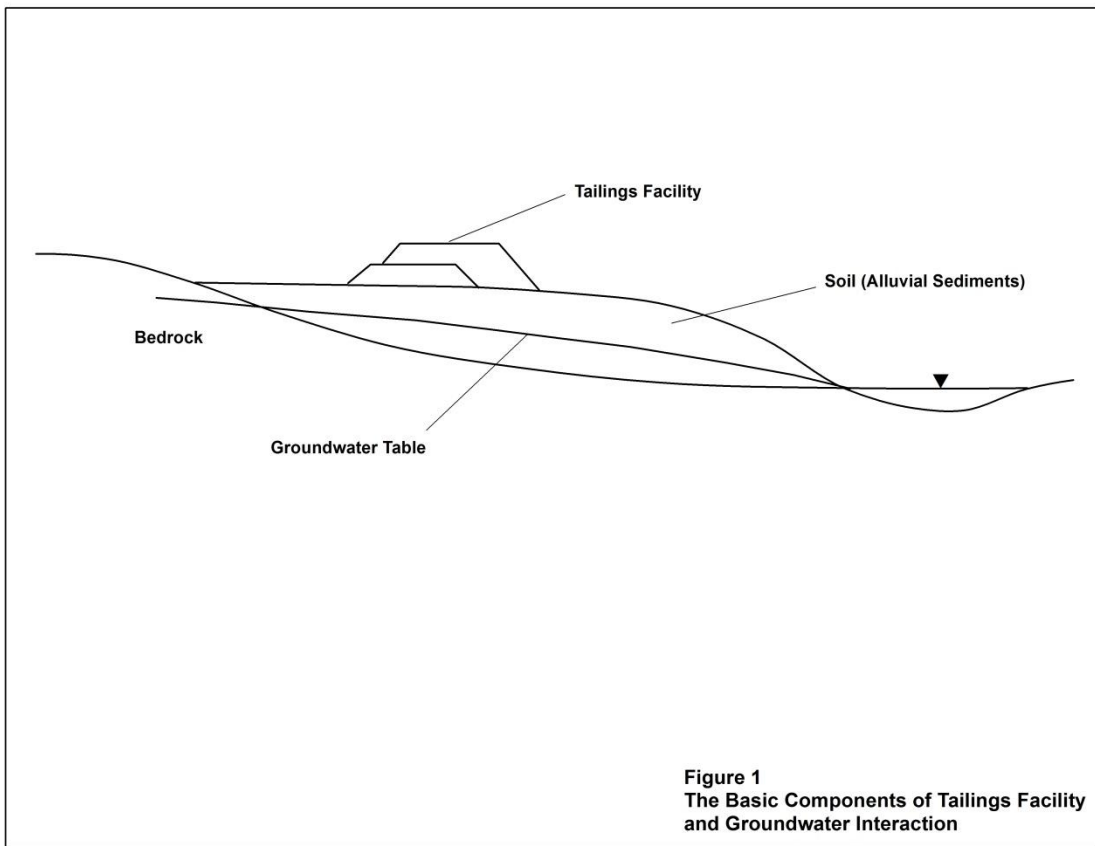 Tailings Facility
Soil (Alluvial Sediments)
Bedrock
Groundwater Table
Figure 1
The Basic Components of Tailings Facility
and Groundwater Interaction